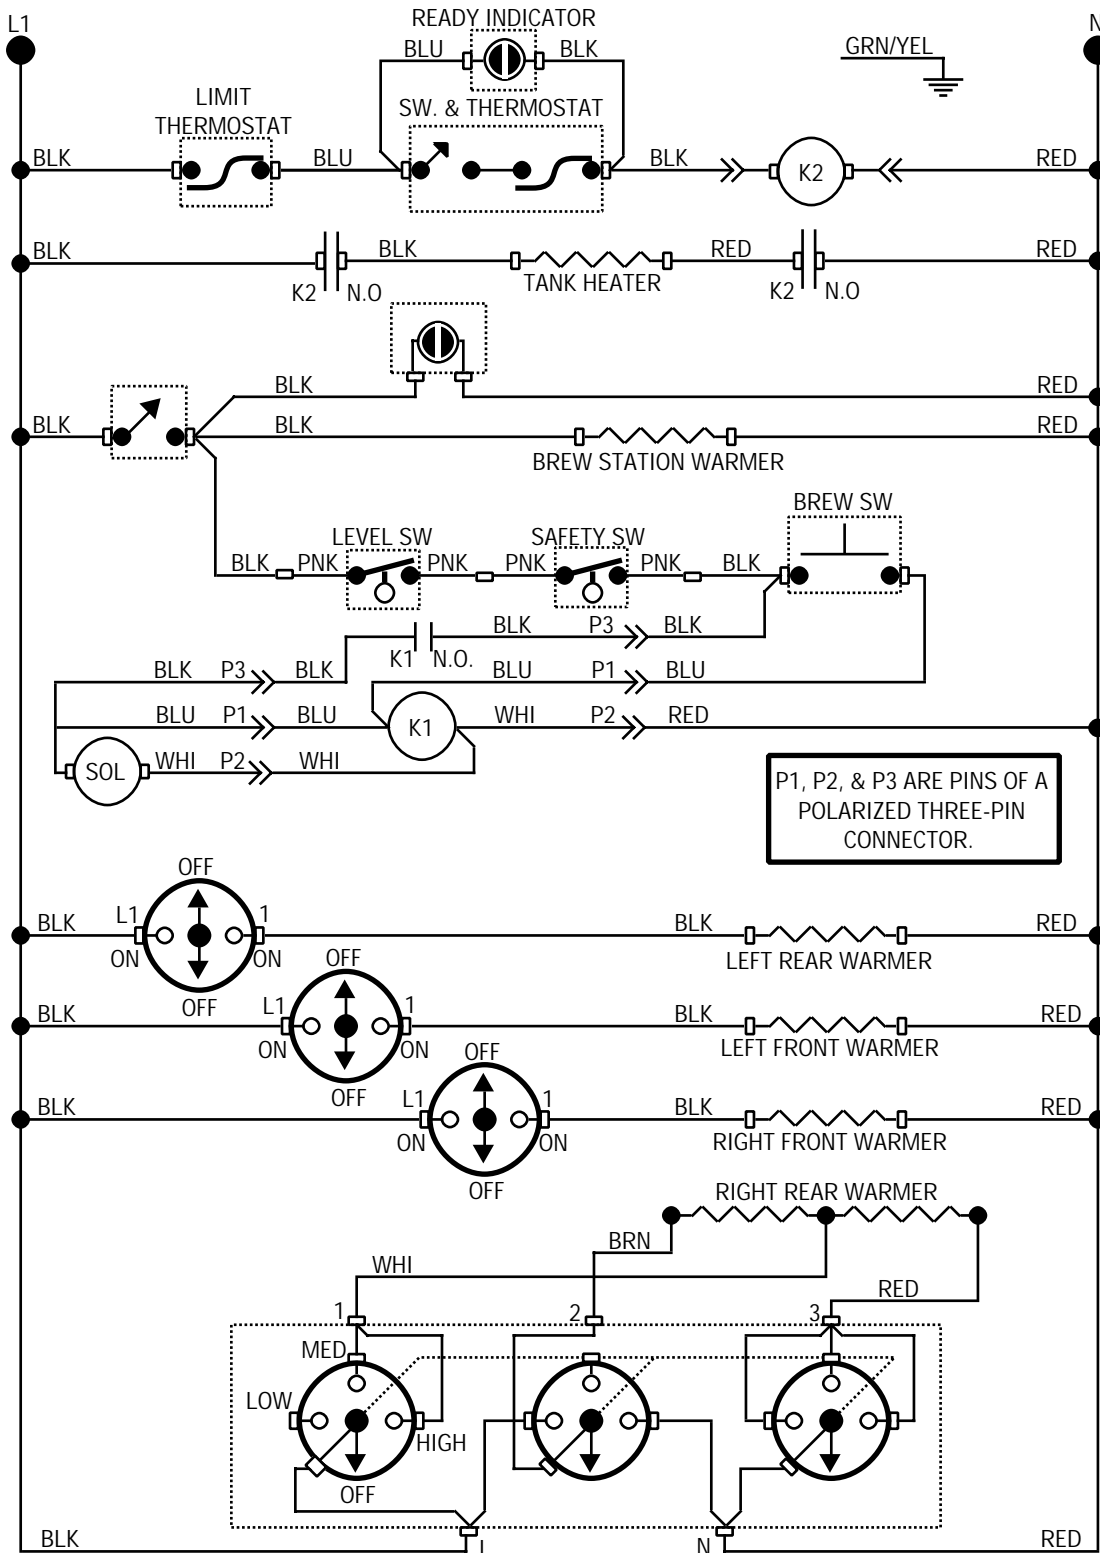 L1
READY INDICATOR
N
BLU BLK
GRN/YEL
LIMIT
THERMOSTAT
SW. & THERMOSTAT
BLK BLU BLK K2 RED
BLK BLK RED RED
TANK HEATER
K2 N.O K2 N.O
BLK RED
BLK BLK RED
BREW STATION WARMER
BREW SW
LEVEL SW SAFETY SW
BLK PNK PNK PNK PNK BLK
BLK P3 BLK
K1 N.O.
BLK P3 BLK BLU P1 BLU
BLU P1 BLU K1 WHI P2 RED
SOL WHI P2 WHI
P1, P2, & P3 ARE PINS OF A
POLARIZED THREE-PIN
CONNECTOR.
OFF
BLK L1 1 BLK RED
ON ON
LEFT REAR WARMER
OFF
OFF
BLK L1 1 BLK RED
ON ON
LEFT FRONT WARMER
OFF
OFF
BLK L1 1 BLK RED
ON ON
RIGHT FRONT WARMER
OFF
RIGHT REAR WARMER
BRN
WHI
RED
1 2 3
MED
LOW
HIGH
OFF
BLK L N RED